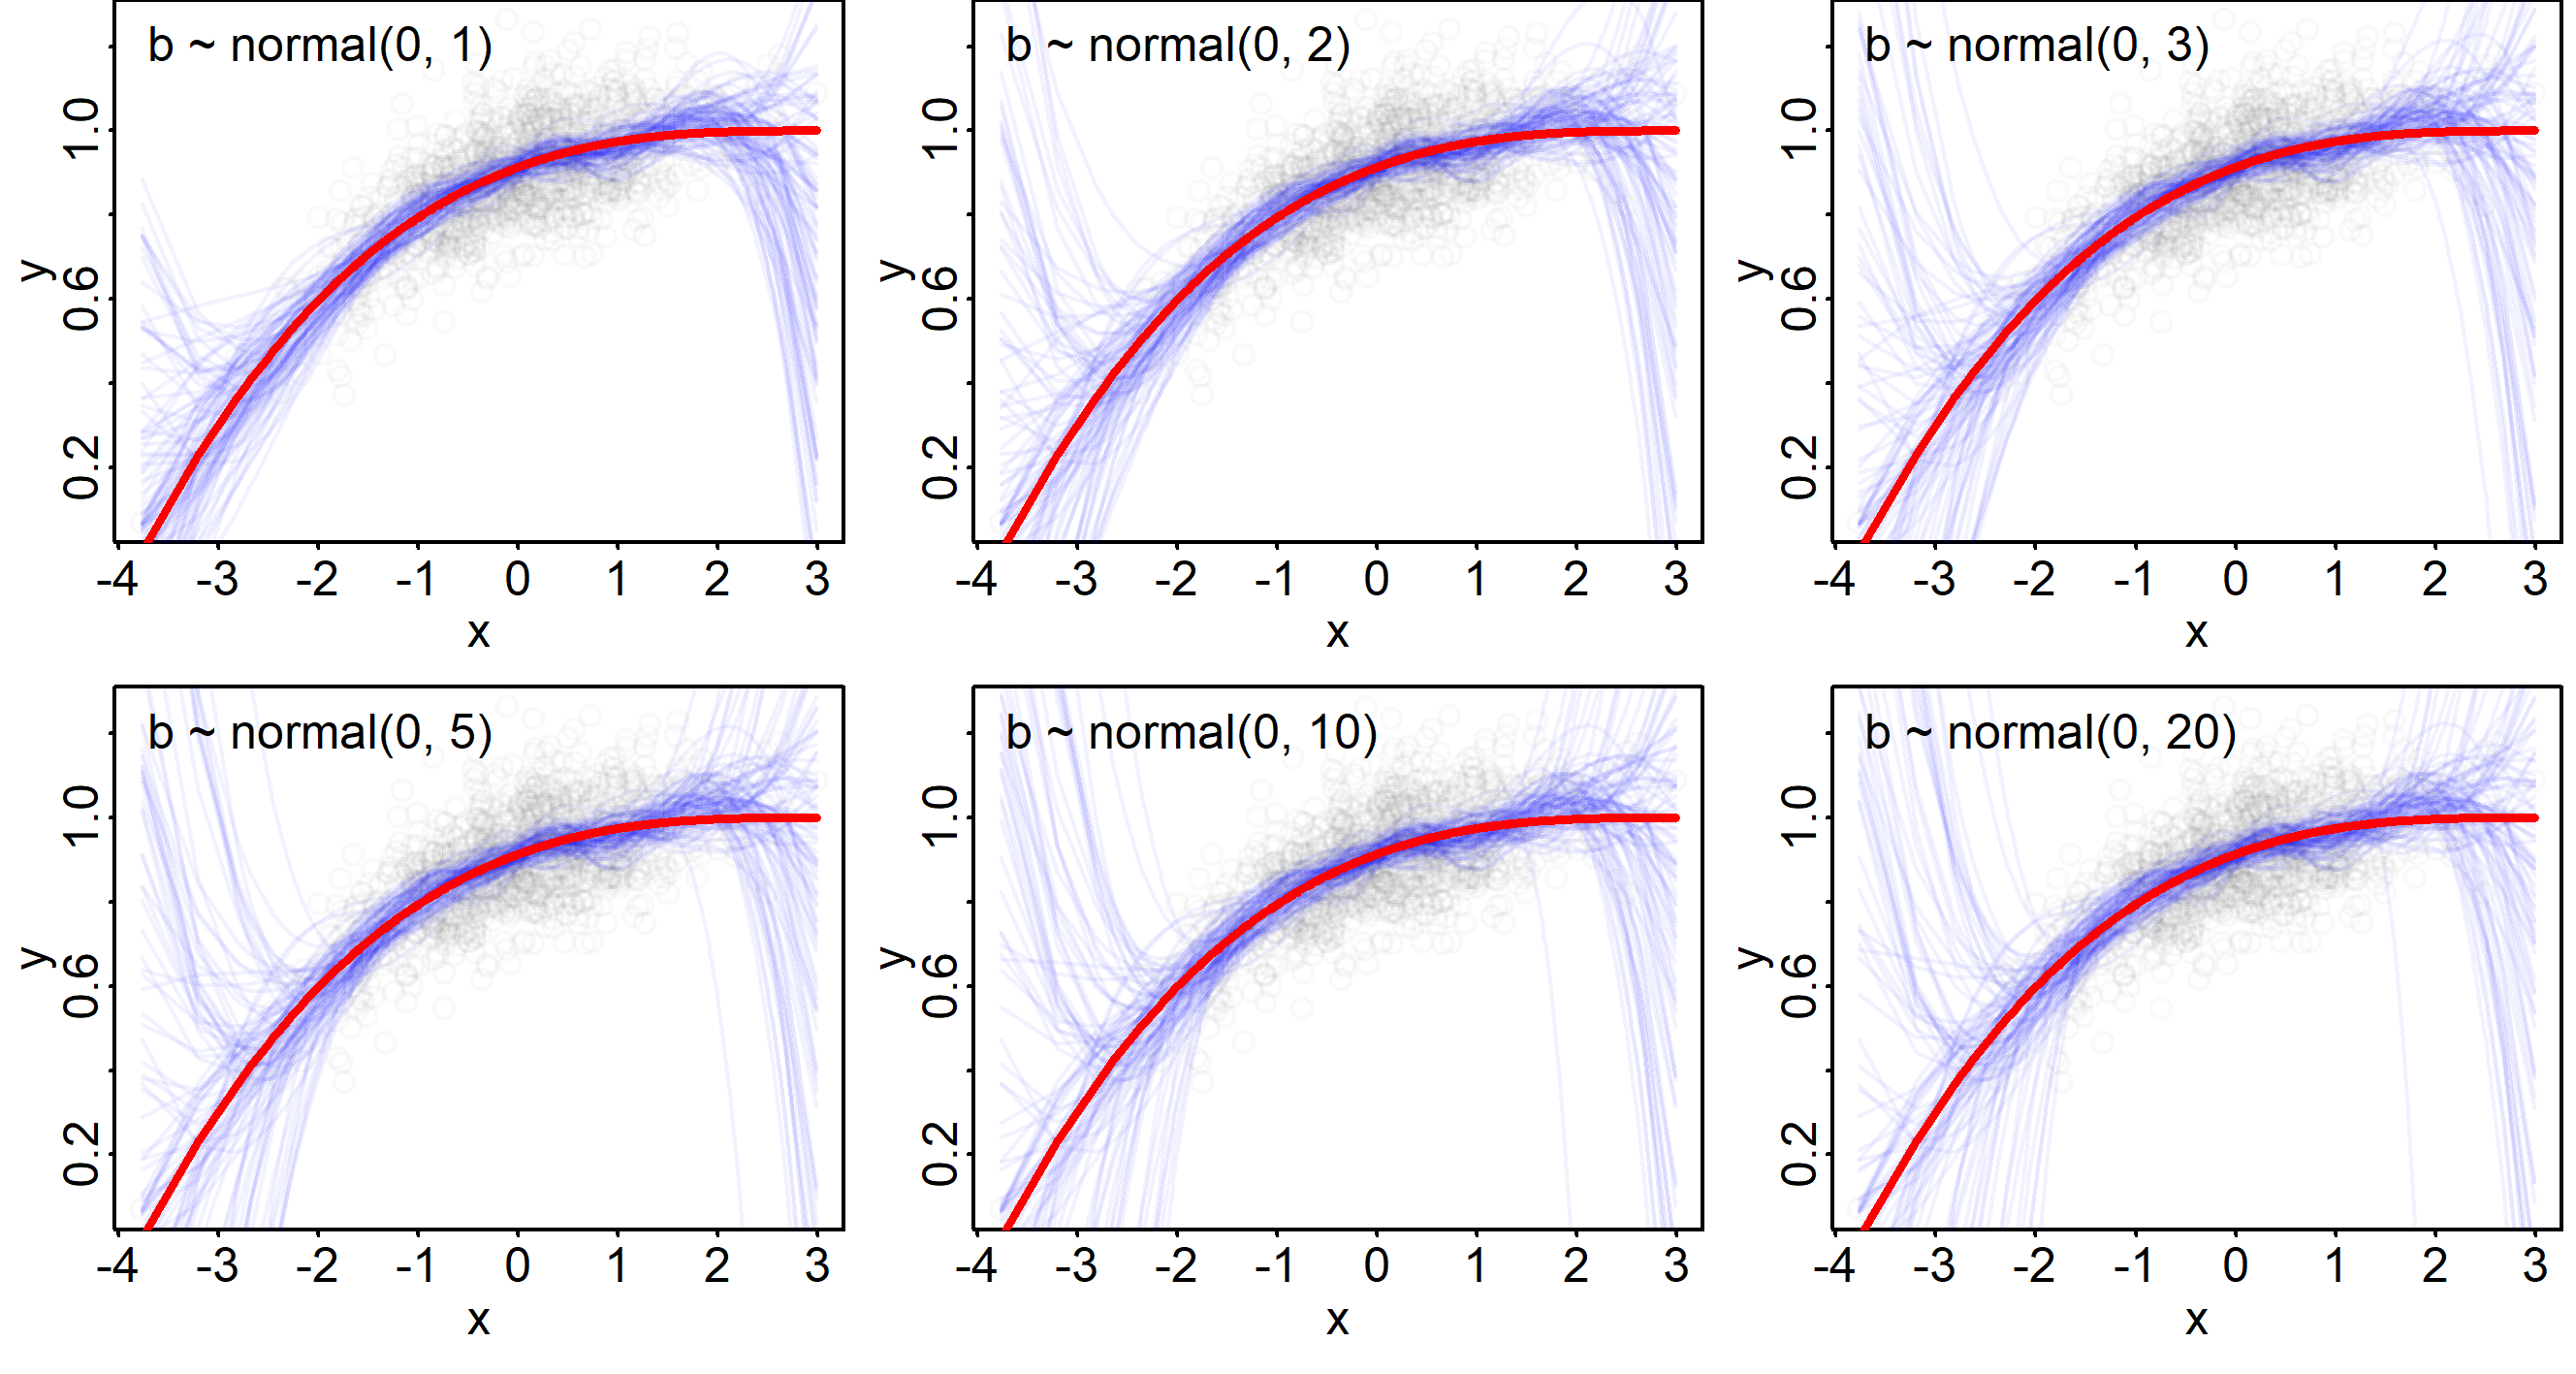 b ~ normal(0, 1)
y
0.2 0.6 1.0
-4 -3 -2 -1 0 1 2 3
x
b ~ normal(0, 2)
y
0.2 0.6 1.0
-4 -3 -2 -1 0 1 2 3
x
b ~ normal(0, 3)
y
0.2 0.6 1.0
-4 -3 -2 -1 0 1 2 3
x
b ~ normal(0, 5)
y
0.2 0.6 1.0
-4 -3 -2 -1 0 1 2 3
x
b ~ normal(0, 10)
y
0.2 0.6 1.0
-4 -3 -2 -1 0 1 2 3
x
b ~ normal(0, 20)
y
0.2 0.6 1.0
-4 -3 -2 -1 0 1 2 3
x